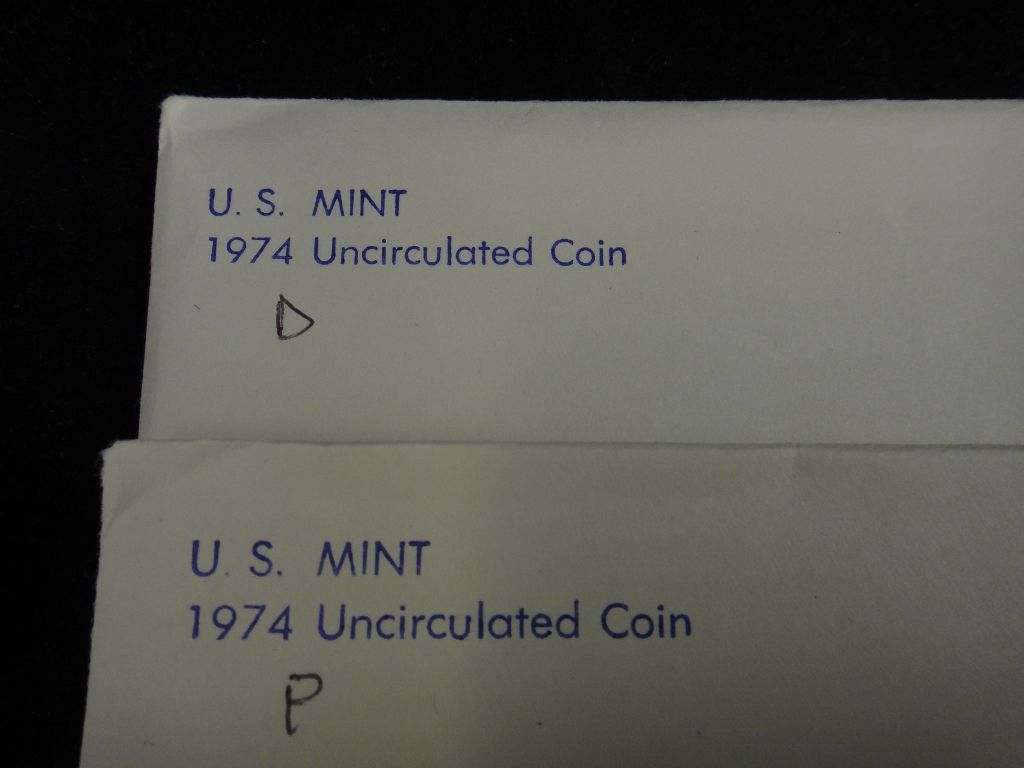 U. S. MINT
1974 Uncirculated Coin
D
U. S. MINT
1974 Uncirculated Coin
P